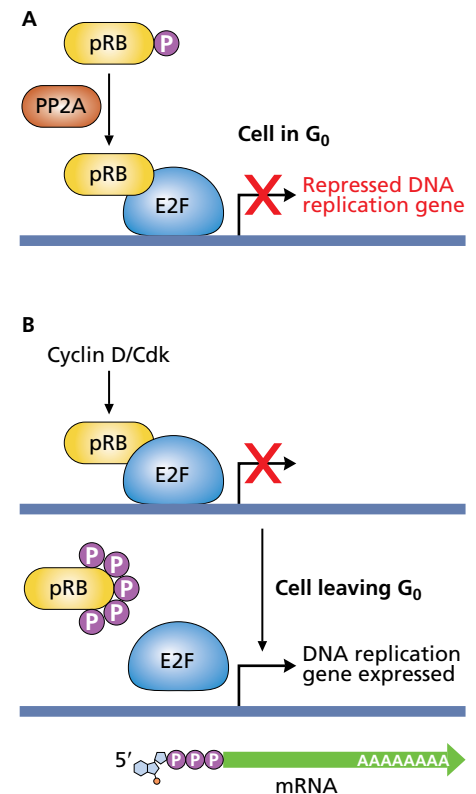 A
pRB P
PP2A
Cell in G₀
pRB
E2F
Repressed DNA
replication gene
B
Cyclin D/Cdk
pRB
E2F
P
P
pRB P
P
P
Cell leaving G₀
E2F
DNA replication
gene expressed
5′ P P P AAAAAAAA
mRNA